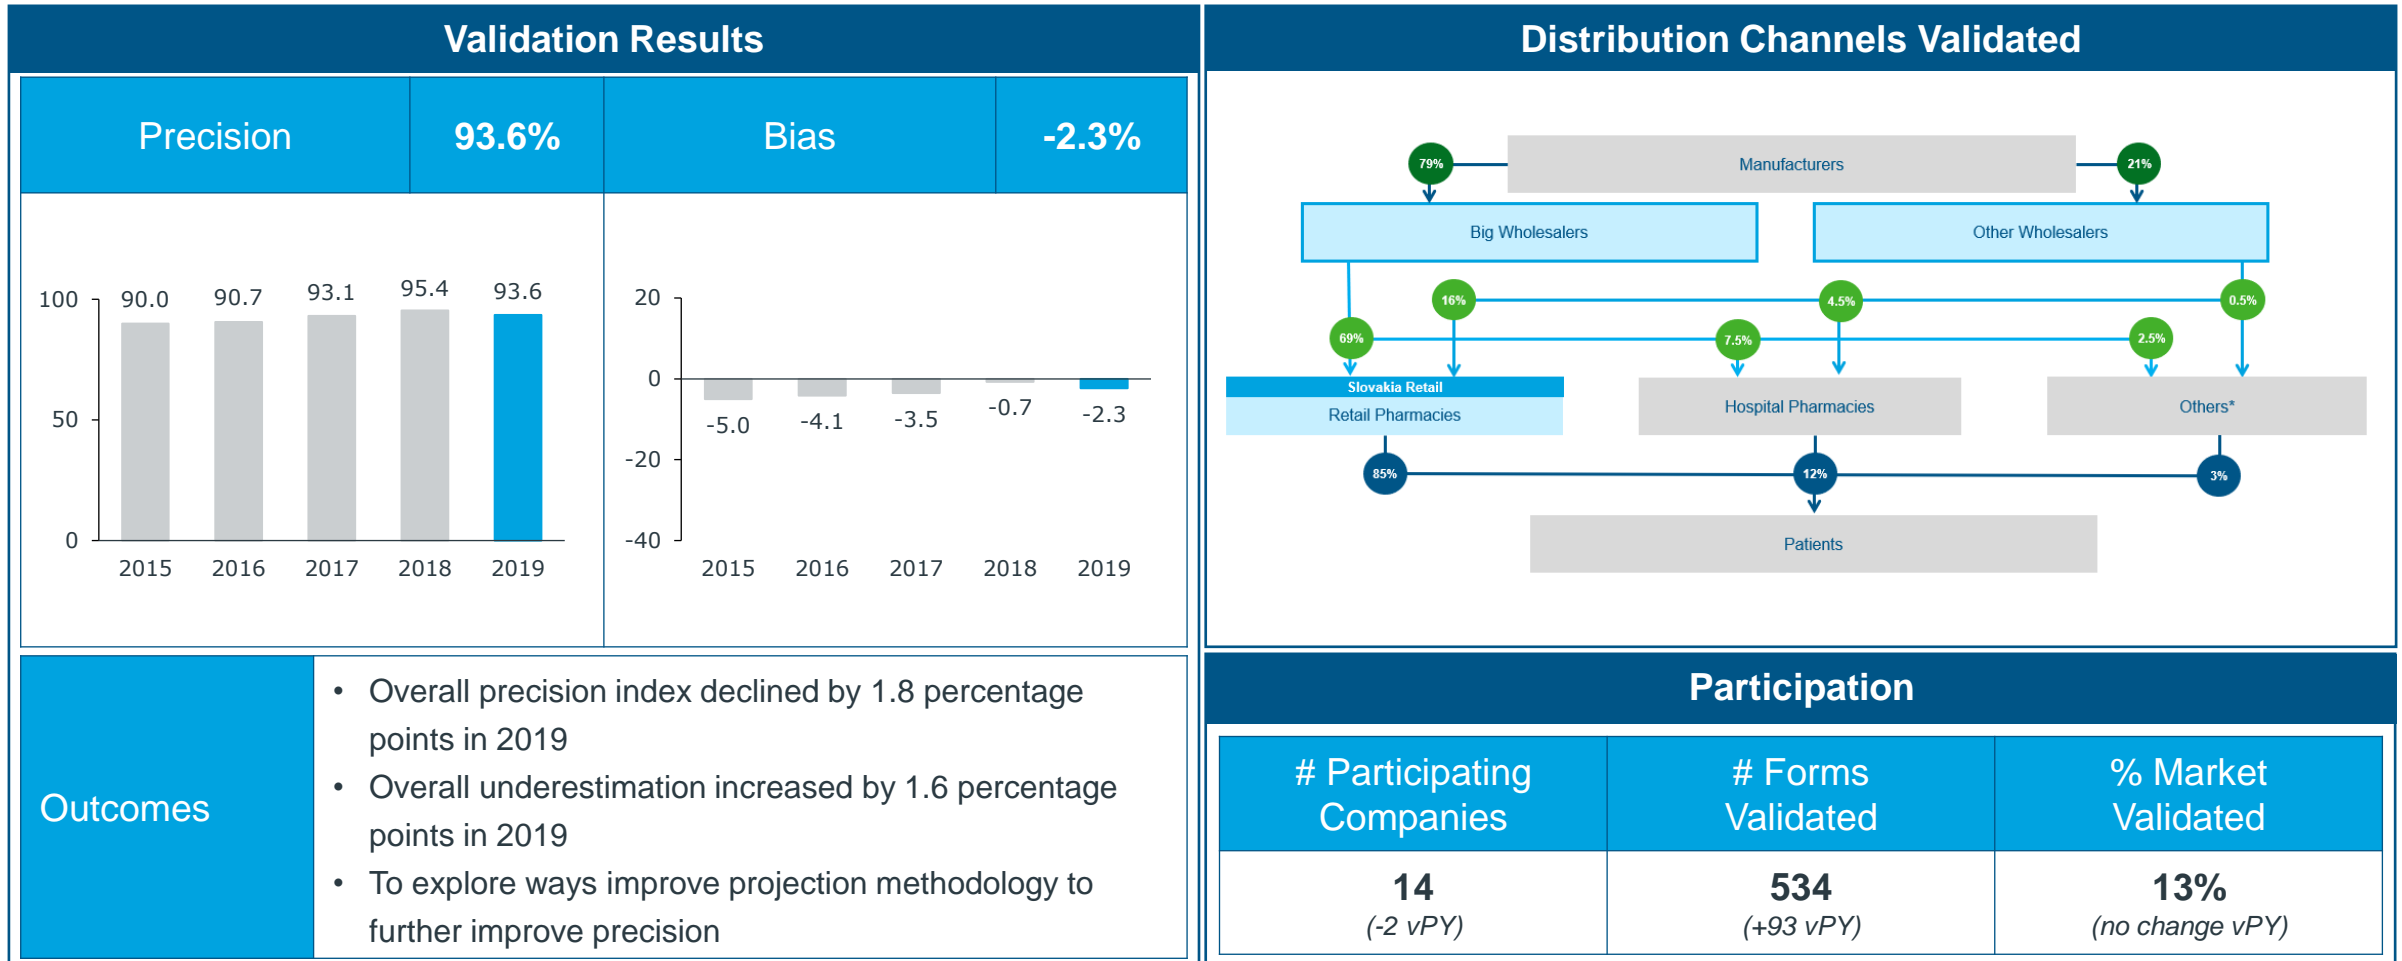 Validation Results
Precision
93.6%
Bias
-2.3%
100
50
0
90.0
90.7
93.1
95.4
93.6
2015
2016
2017
2018
2019
20
0
-20
-40
-5.0
-4.1
-3.5
-0.7
-2.3
2015
2016
2017
2018
2019
Outcomes
• Overall precision index declined by 1.8 percentage
points in 2019
• Overall underestimation increased by 1.6 percentage
points in 2019
• To explore ways improve projection methodology to
further improve precision
Distribution Channels Validated
79%
Manufacturers
21%
Big Wholesalers
Other Wholesalers
16%
4.5%
0.5%
69%
7.5%
2.5%
Slovakia Retail
Retail Pharmacies
Hospital Pharmacies
Others*
85%
12%
3%
Patients
Participation
# Participating
Companies
# Forms
Validated
% Market
Validated
14
(-2 vPY)
534
(+93 vPY)
13%
(no change vPY)